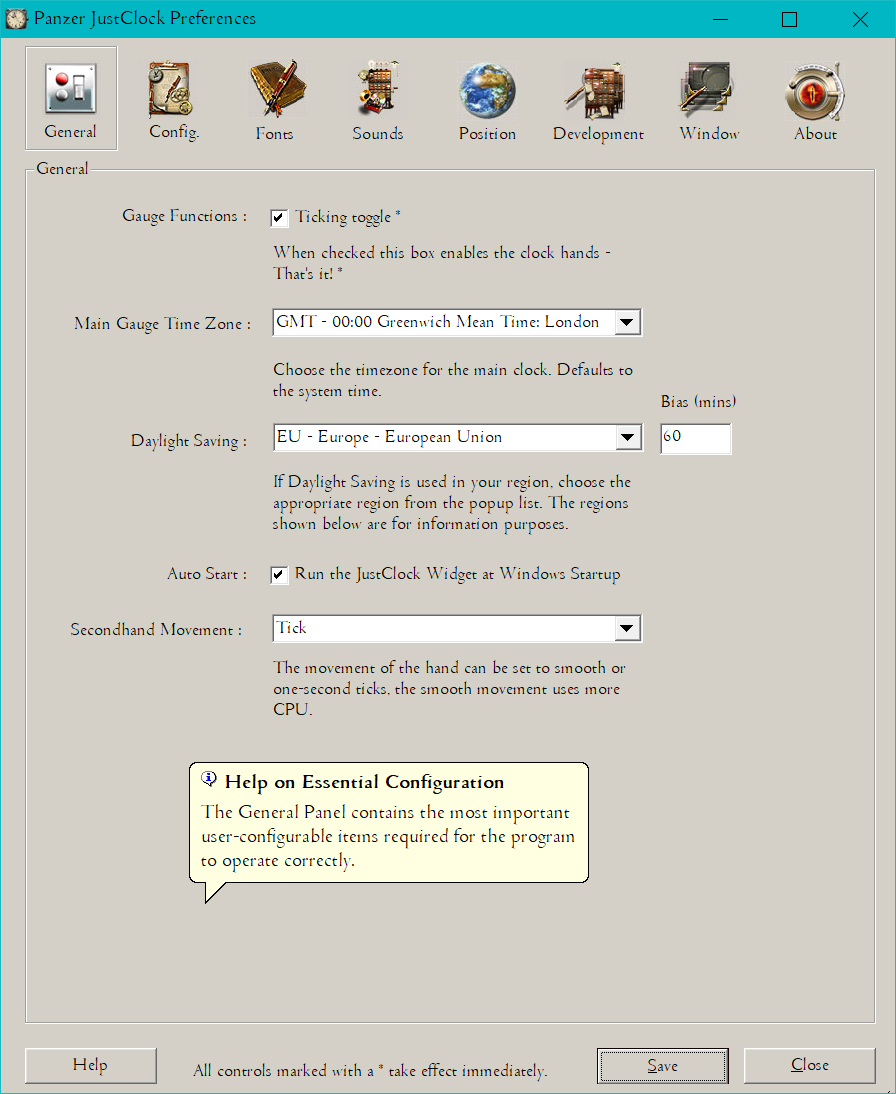 Panzer JustClock Preferences
General
Config.
Fonts
Sounds
Position
Development
Window
About
General
Gauge Functions :
Ticking toggle *
When checked this box enables the clock hands -
That's it! *
Main Gauge Time Zone :
GMT - 00:00 Greenwich Mean Time: London
Choose the timezone for the main clock. Defaults to
the system time.
Bias (mins)
Daylight Saving :
EU - Europe - European Union
60
If Daylight Saving is used in your region, choose the
appropriate region from the popup list. The regions
shown below are for information purposes.
Auto Start :
Run the JustClock Widget at Windows Startup
Secondhand Movement :
Tick
The movement of the hand can be set to smooth or
one-second ticks, the smooth movement uses more
CPU.
Help on Essential Configuration
The General Panel contains the most important
user-configurable items required for the program
to operate correctly.
Help
All controls marked with a * take effect immediately.
Save
Close